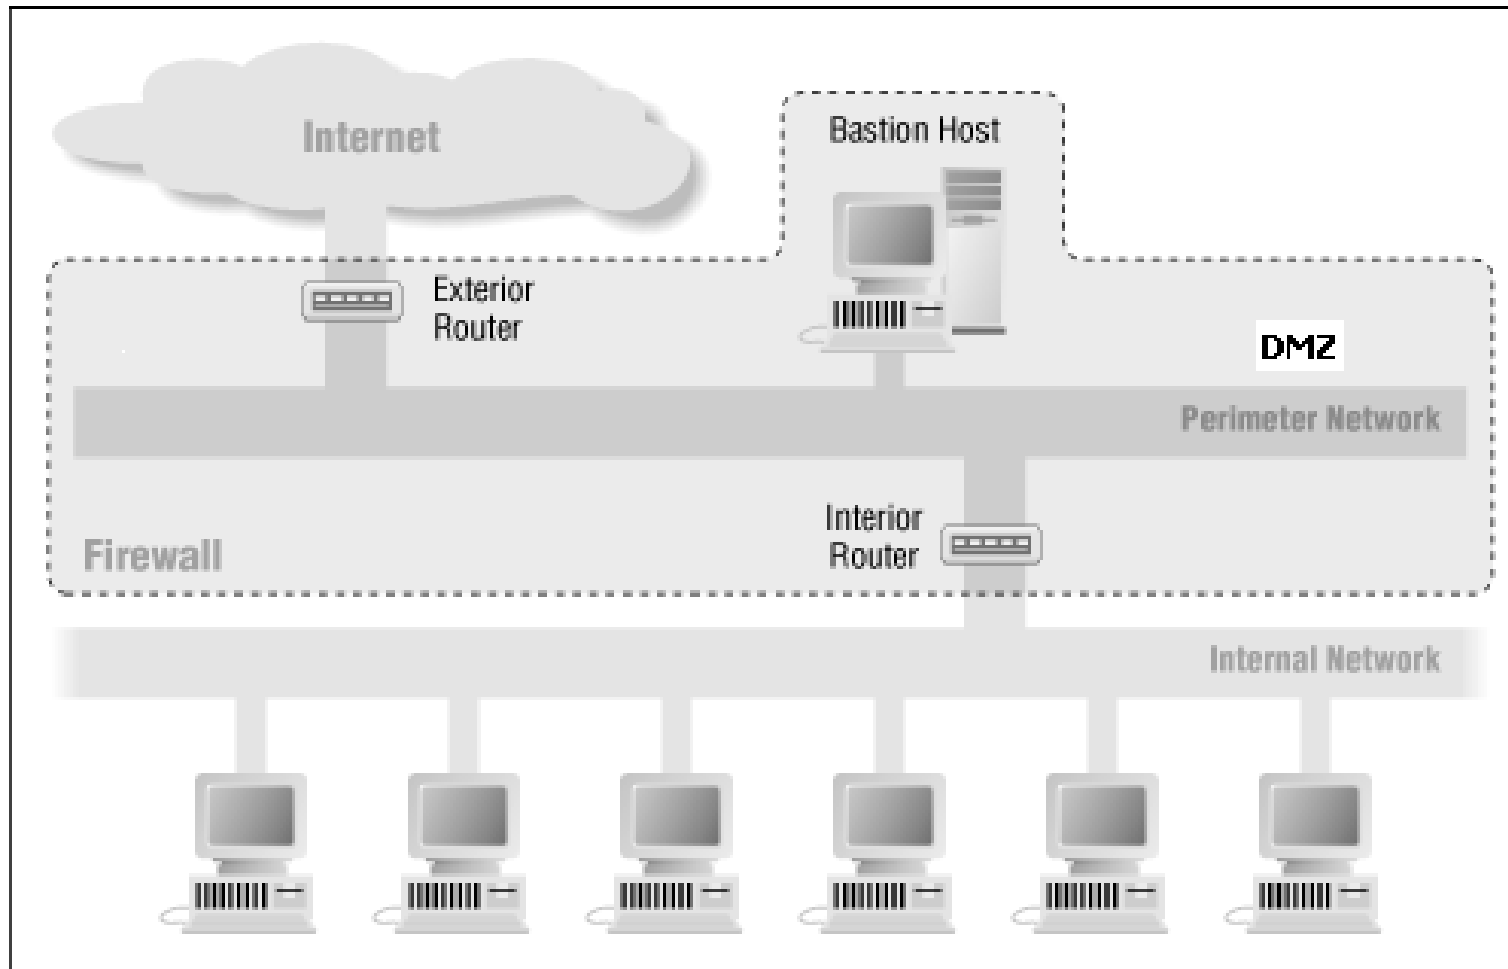 Internet
Bastion Host
Exterior
Router
DMZ
Perimeter Network
Interior
Router
Firewall
Internal Network